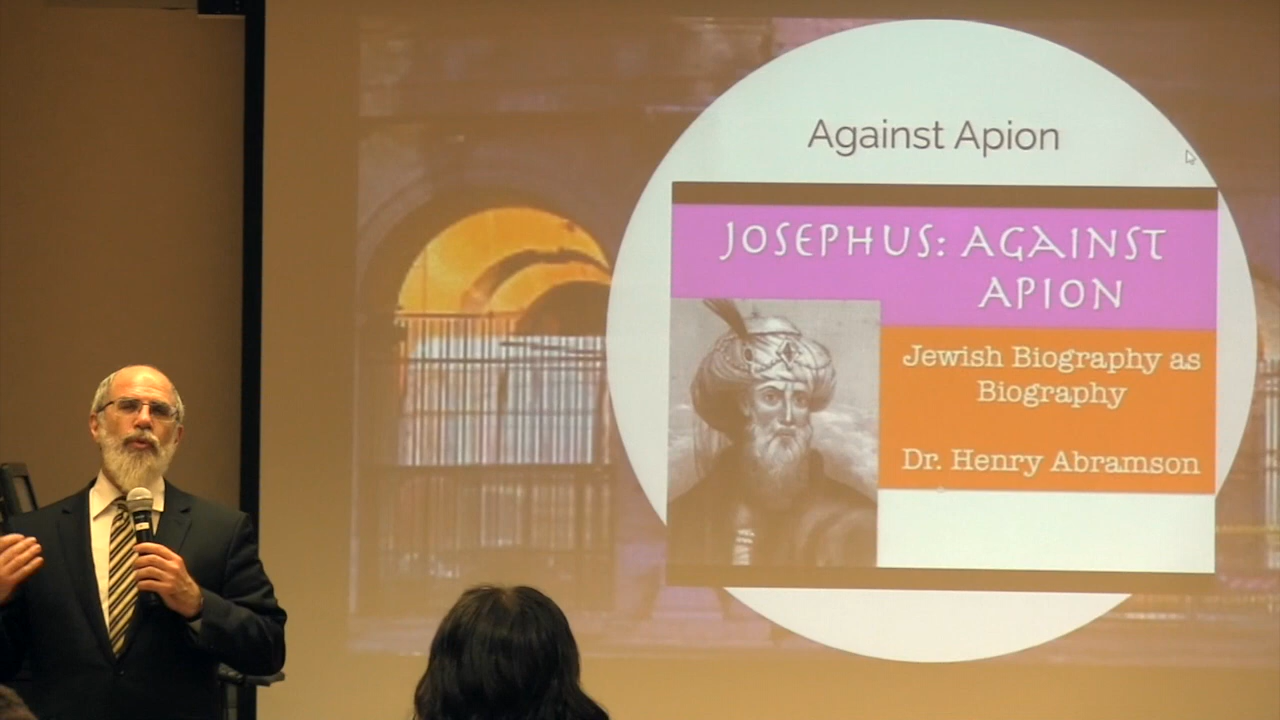 Against Apion
JOSEPHUS: AGAINST
APION
Jewish Biography as
Biography
Dr. Henry Abramson